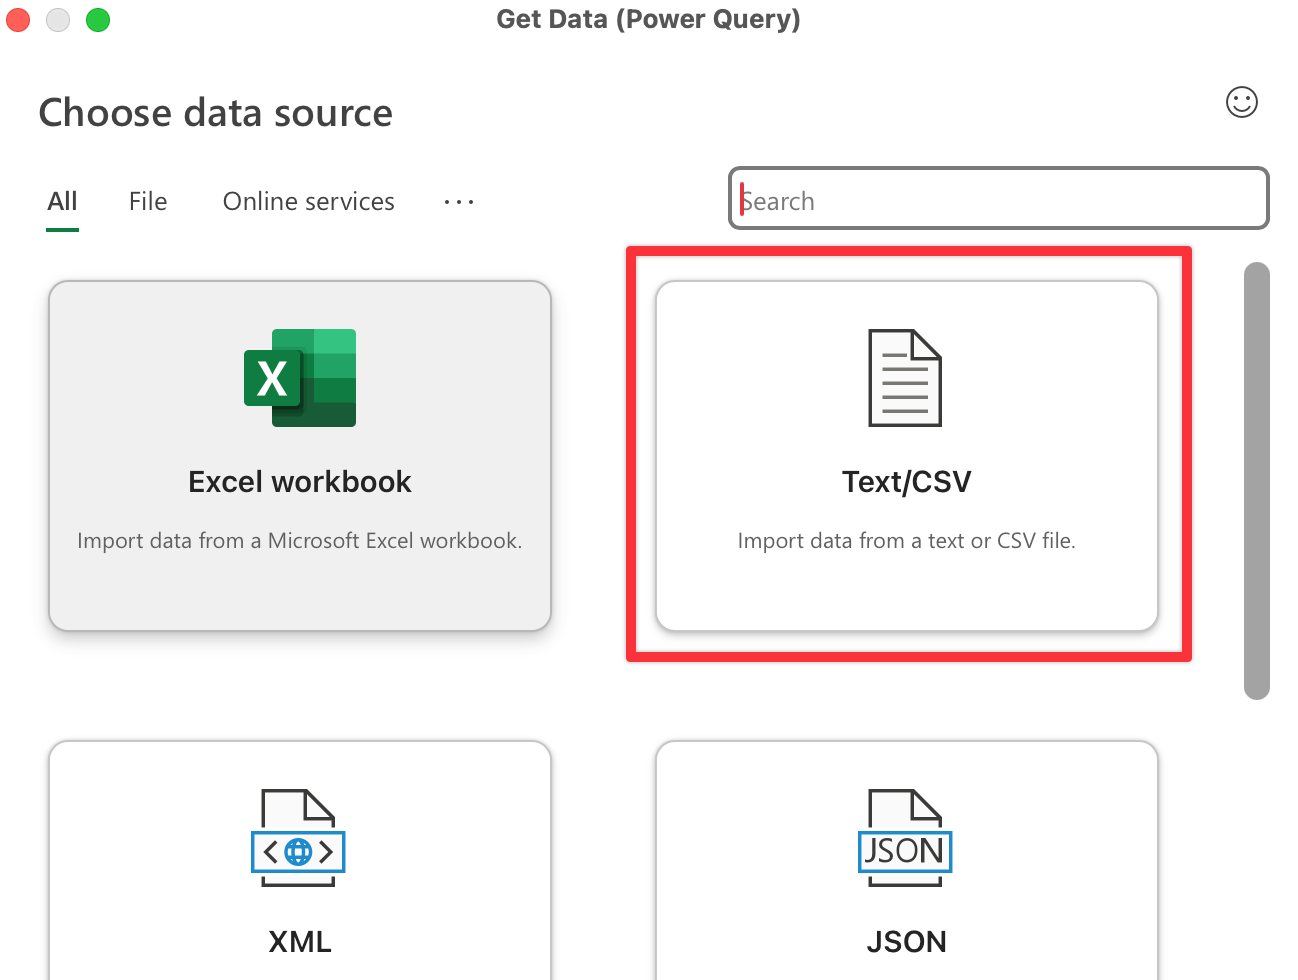 Get Data (Power Query)
Choose data source
All File Online services ...
Search
X
Excel workbook
Import data from a Microsoft Excel workbook.
Text/CSV
Import data from a text or CSV file.
XML
JSON
JSON